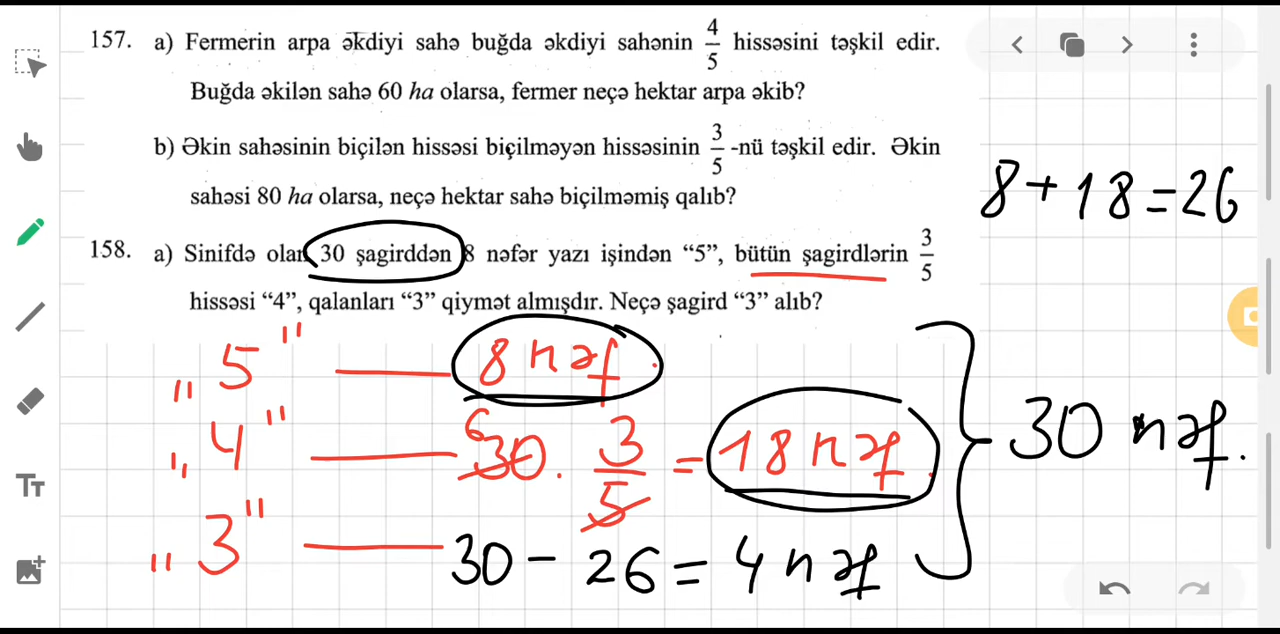 157. a) Fermerin arpa əkdiyi sahə buğda əkdiyi sahənin 4/5 hissəsini təşkil edir.
Buğda əkilən sahə 60 ha olarsa, fermer neçə hektar arpa əkib?
b) Əkin sahəsinin biçilən hissəsi biçilməyən hissəsinin 3/5 -nü təşkil edir. Əkin
sahəsi 80 ha olarsa, neçə hektar sahə biçilməmiş qalıb?
8 + 18 = 26
158. a) Sinifdə olan 30 şagirddən 8 nəfər yazı işindən “5”, bütün şagirdlərin 3/5
hissəsi “4”, qalanları “3” qiymət almışdır. Neçə şagird “3” alıb?
„5" — 8 nəf.
„4" — 6 30 · 3/5 = 18 nəf.
30 nəf.
„3" — 30 - 26 = 4 nəf
TT